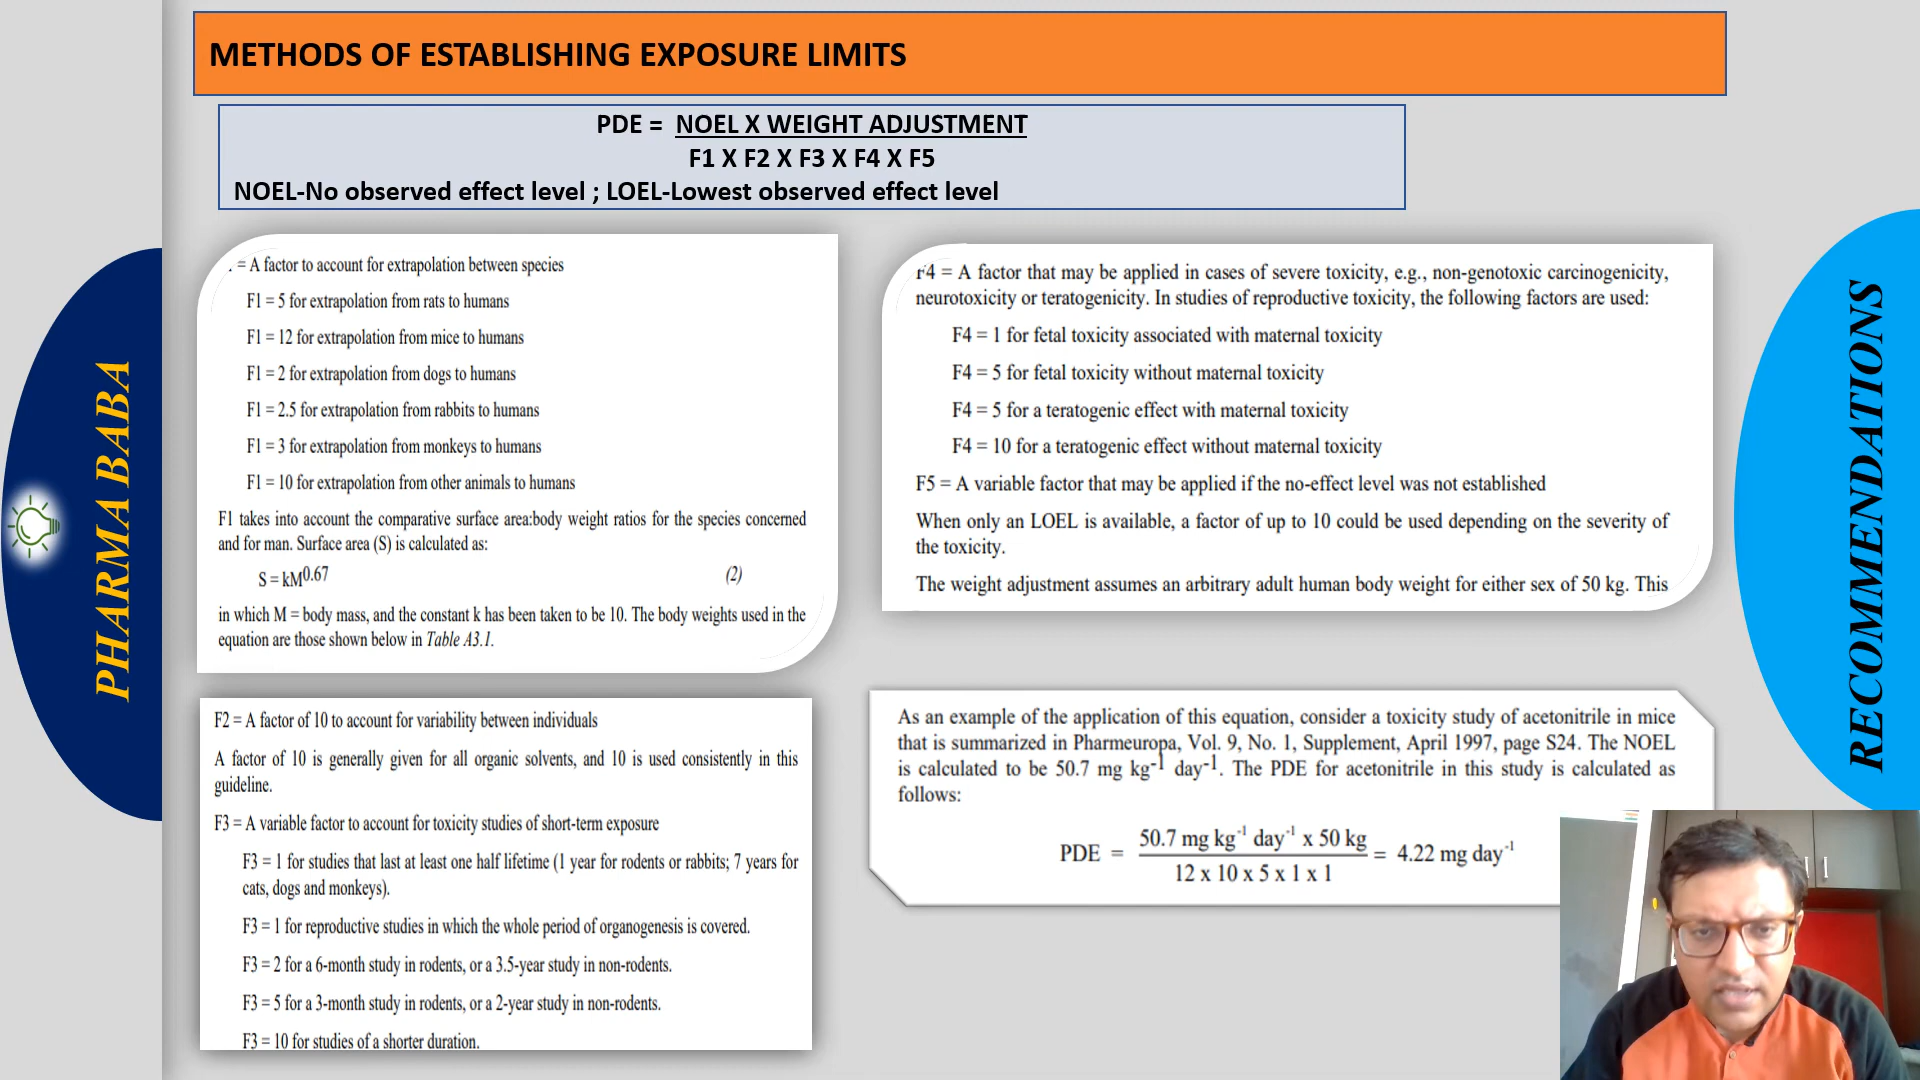 METHODS OF ESTABLISHING EXPOSURE LIMITS
PDE = NOEL X WEIGHT ADJUSTMENT
F1 X F2 X F3 X F4 X F5
NOEL-No observed effect level ; LOEL-Lowest observed effect level
PHARMA BABA
= A factor to account for extrapolation between species
F1 = 5 for extrapolation from rats to humans
F1 = 12 for extrapolation from mice to humans
F1 = 2 for extrapolation from dogs to humans
F1 = 2.5 for extrapolation from rabbits to humans
F1 = 3 for extrapolation from monkeys to humans
F1 = 10 for extrapolation from other animals to humans
F1 takes into account the comparative surface area:body weight ratios for the species concerned
and for man. Surface area (S) is calculated as:
S = kM^0.67 (2)
in which M = body mass, and the constant k has been taken to be 10. The body weights used in the
equation are those shown below in Table A3.1.
F2 = A factor of 10 to account for variability between individuals
A factor of 10 is generally given for all organic solvents, and 10 is used consistently in this
guideline.
F3 = A variable factor to account for toxicity studies of short-term exposure
F3 = 1 for studies that last at least one half lifetime (1 year for rodents or rabbits; 7 years for
cats, dogs and monkeys).
F3 = 1 for reproductive studies in which the whole period of organogenesis is covered.
F3 = 2 for a 6-month study in rodents, or a 3.5-year study in non-rodents.
F3 = 5 for a 3-month study in rodents, or a 2-year study in non-rodents.
F3 = 10 for studies of a shorter duration.
F4 = A factor that may be applied in cases of severe toxicity, e.g., non-genotoxic carcinogenicity,
neurotoxicity or teratogenicity. In studies of reproductive toxicity, the following factors are used:
F4 = 1 for fetal toxicity associated with maternal toxicity
F4 = 5 for fetal toxicity without maternal toxicity
F4 = 5 for a teratogenic effect with maternal toxicity
F4 = 10 for a teratogenic effect without maternal toxicity
F5 = A variable factor that may be applied if the no-effect level was not established
When only an LOEL is available, a factor of up to 10 could be used depending on the severity of
the toxicity.
The weight adjustment assumes an arbitrary adult human body weight for either sex of 50 kg. This
As an example of the application of this equation, consider a toxicity study of acetonitrile in mice
that is summarized in Pharmeuropa, Vol. 9, No. 1, Supplement, April 1997, page S24. The NOEL
is calculated to be 50.7 mg kg⁻¹ day⁻¹. The PDE for acetonitrile in this study is calculated as
follows:
50.7 mg kg⁻¹ day⁻¹ x 50 kg
PDE = = 4.22 mg day⁻¹
12 x 10 x 5 x 1 x 1
RECOMMENDATIONS